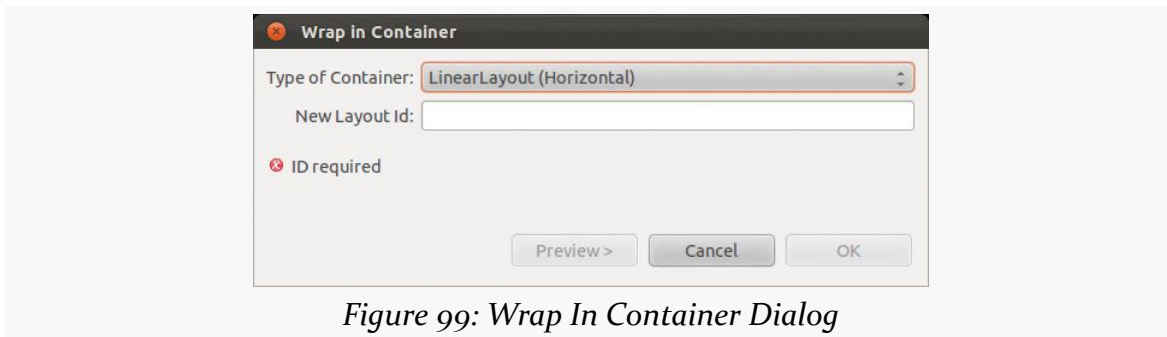 Wrap in Container
Type of Container: LinearLayout (Horizontal)
New Layout Id:
ID required
Preview > Cancel OK
Figure 99: Wrap In Container Dialog